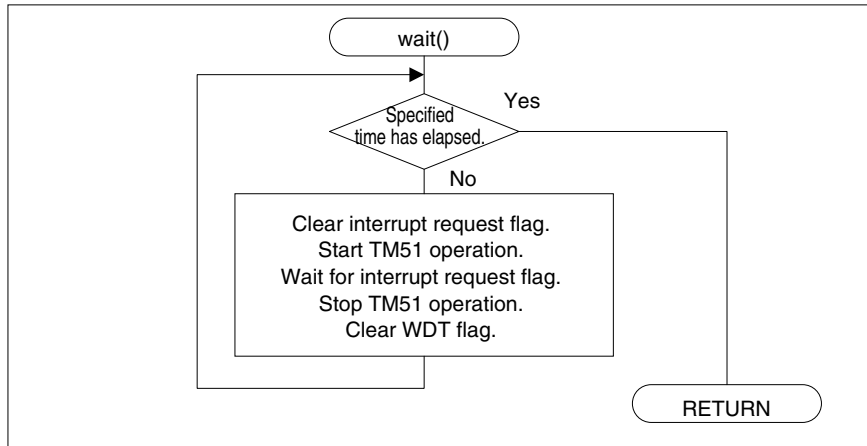 wait()
Yes
Specified
time has elapsed.
No
Clear interrupt request flag.
Start TM51 operation.
Wait for interrupt request flag.
Stop TM51 operation.
Clear WDT flag.
RETURN